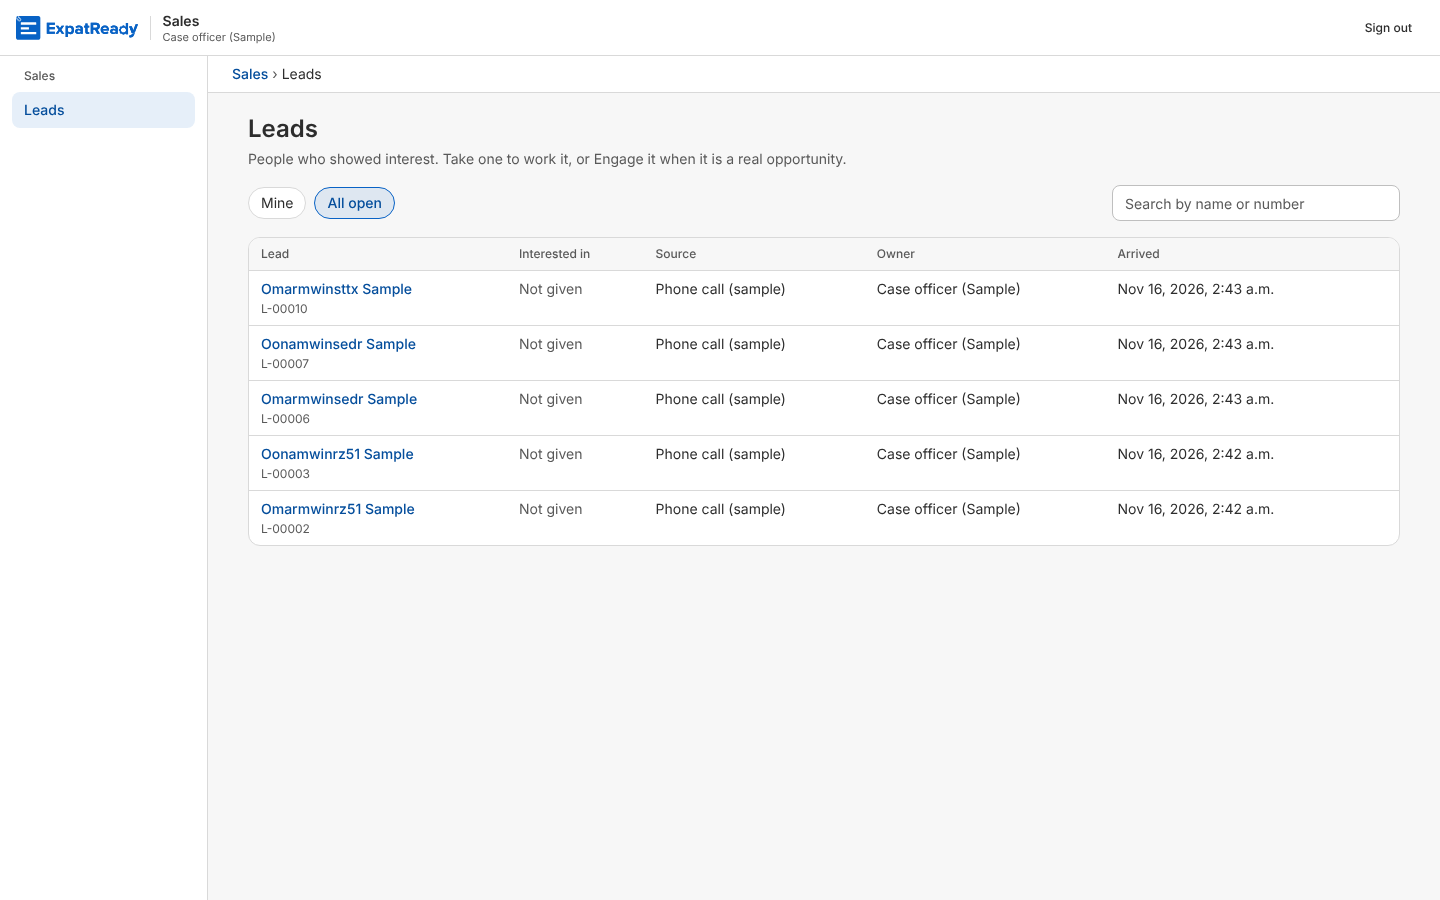 ExpatReady
Sales
Case officer (Sample)
Sign out
Sales
Leads
Sales › Leads
Leads
People who showed interest. Take one to work it, or Engage it when it is a real opportunity.
Mine
All open
Search by name or number
Lead Interested in Source Owner Arrived
Omarmwinsttx Sample Not given Phone call (sample) Case officer (Sample) Nov 16, 2026, 2:43 a.m.
L-00010
Oonamwinsedr Sample Not given Phone call (sample) Case officer (Sample) Nov 16, 2026, 2:43 a.m.
L-00007
Omarmwinsedr Sample Not given Phone call (sample) Case officer (Sample) Nov 16, 2026, 2:43 a.m.
L-00006
Oonamwinrz51 Sample Not given Phone call (sample) Case officer (Sample) Nov 16, 2026, 2:42 a.m.
L-00003
Omarmwinrz51 Sample Not given Phone call (sample) Case officer (Sample) Nov 16, 2026, 2:42 a.m.
L-00002